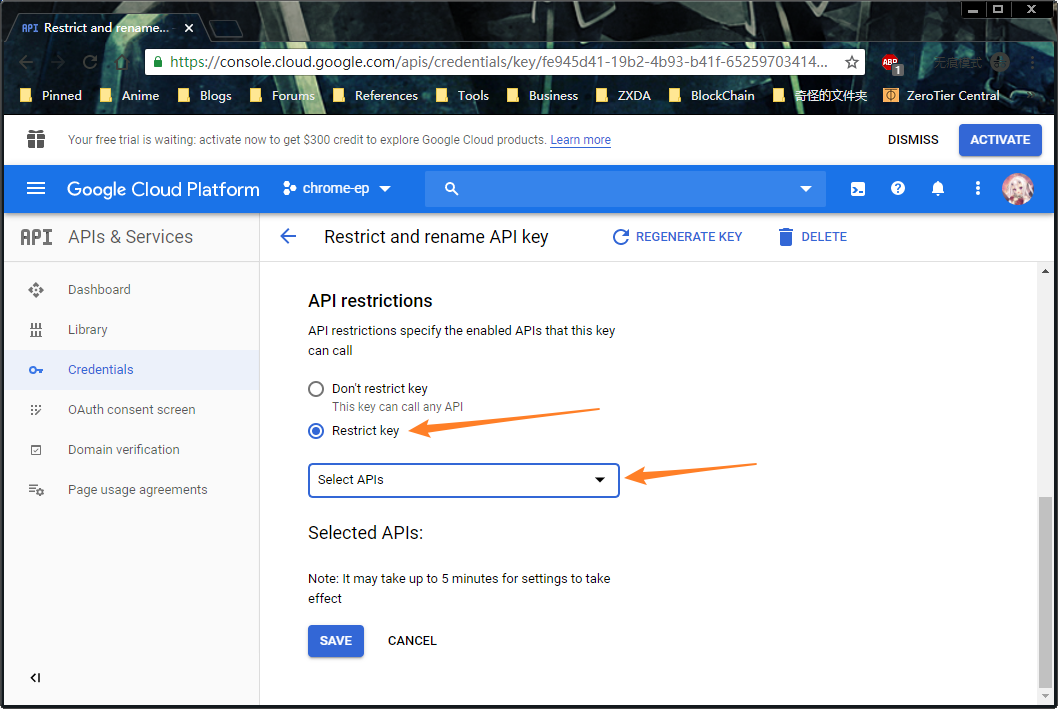 API Restrict and rename...
https://console.cloud.google.com/apis/credentials/key/fe945d41-19b2-4b93-b41f-65259703414...
ABP 1 无痕模式
Pinned Anime Blogs Forums References Tools Business ZXDA BlockChain 奇怪的文件夹 ZeroTier Central
Your free trial is waiting: activate now to get $300 credit to explore Google Cloud products. Learn more DISMISS ACTIVATE
Google Cloud Platform chrome-ep
API APIs & Services
Restrict and rename API key REGENERATE KEY DELETE
Dashboard
Library
Credentials
OAuth consent screen
Domain verification
Page usage agreements
API restrictions
API restrictions specify the enabled APIs that this key
can call
Don't restrict key
This key can call any API
Restrict key
Select APIs
Selected APIs:
Note: It may take up to 5 minutes for settings to take
effect
SAVE CANCEL